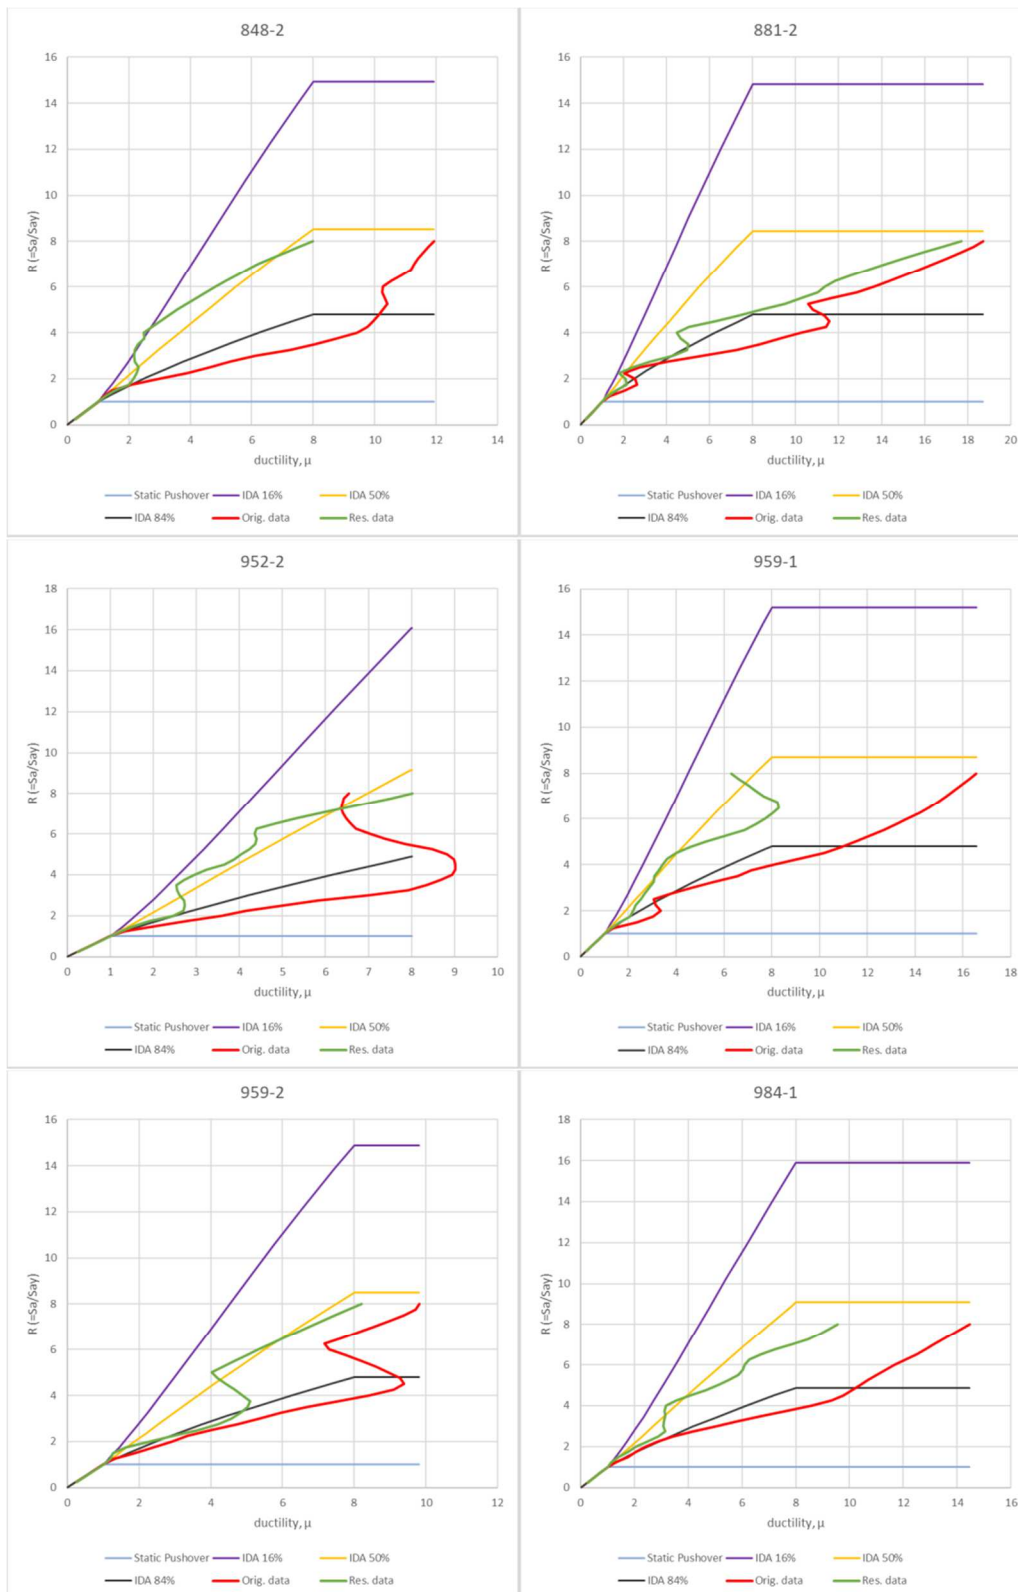 848-2
16
14
12
10
8
6
4
2
0
R (=Sa/Say)
0 2 4 6 8 10 12 14
ductility, μ
Static Pushover IDA 16% IDA 50%
IDA 84% Orig. data Res. data
881-2
16
14
12
10
8
6
4
2
0
R (=Sa/Say)
0 2 4 6 8 10 12 14 16 18 20
ductility, μ
Static Pushover IDA 16% IDA 50%
IDA 84% Orig. data Res. data
952-2
18
16
14
12
10
8
6
4
2
0
R (=Sa/Say)
0 1 2 3 4 5 6 7 8 9 10
ductility, μ
Static Pushover IDA 16% IDA 50%
IDA 84% Orig. data Res. data
959-1
16
14
12
10
8
6
4
2
0
R (=Sa/Say)
0 2 4 6 8 10 12 14 16 18
ductility, μ
Static Pushover IDA 16% IDA 50%
IDA 84% Orig. data Res. data
959-2
16
14
12
10
8
6
4
2
0
R (=Sa/Say)
0 2 4 6 8 10 12
ductility, μ
Static Pushover IDA 16% IDA 50%
IDA 84% Orig. data Res. data
984-1
18
16
14
12
10
8
6
4
2
0
R (=Sa/Say)
0 2 4 6 8 10 12 14 16
ductility, μ
Static Pushover IDA 16% IDA 50%
IDA 84% Orig. data Res. data